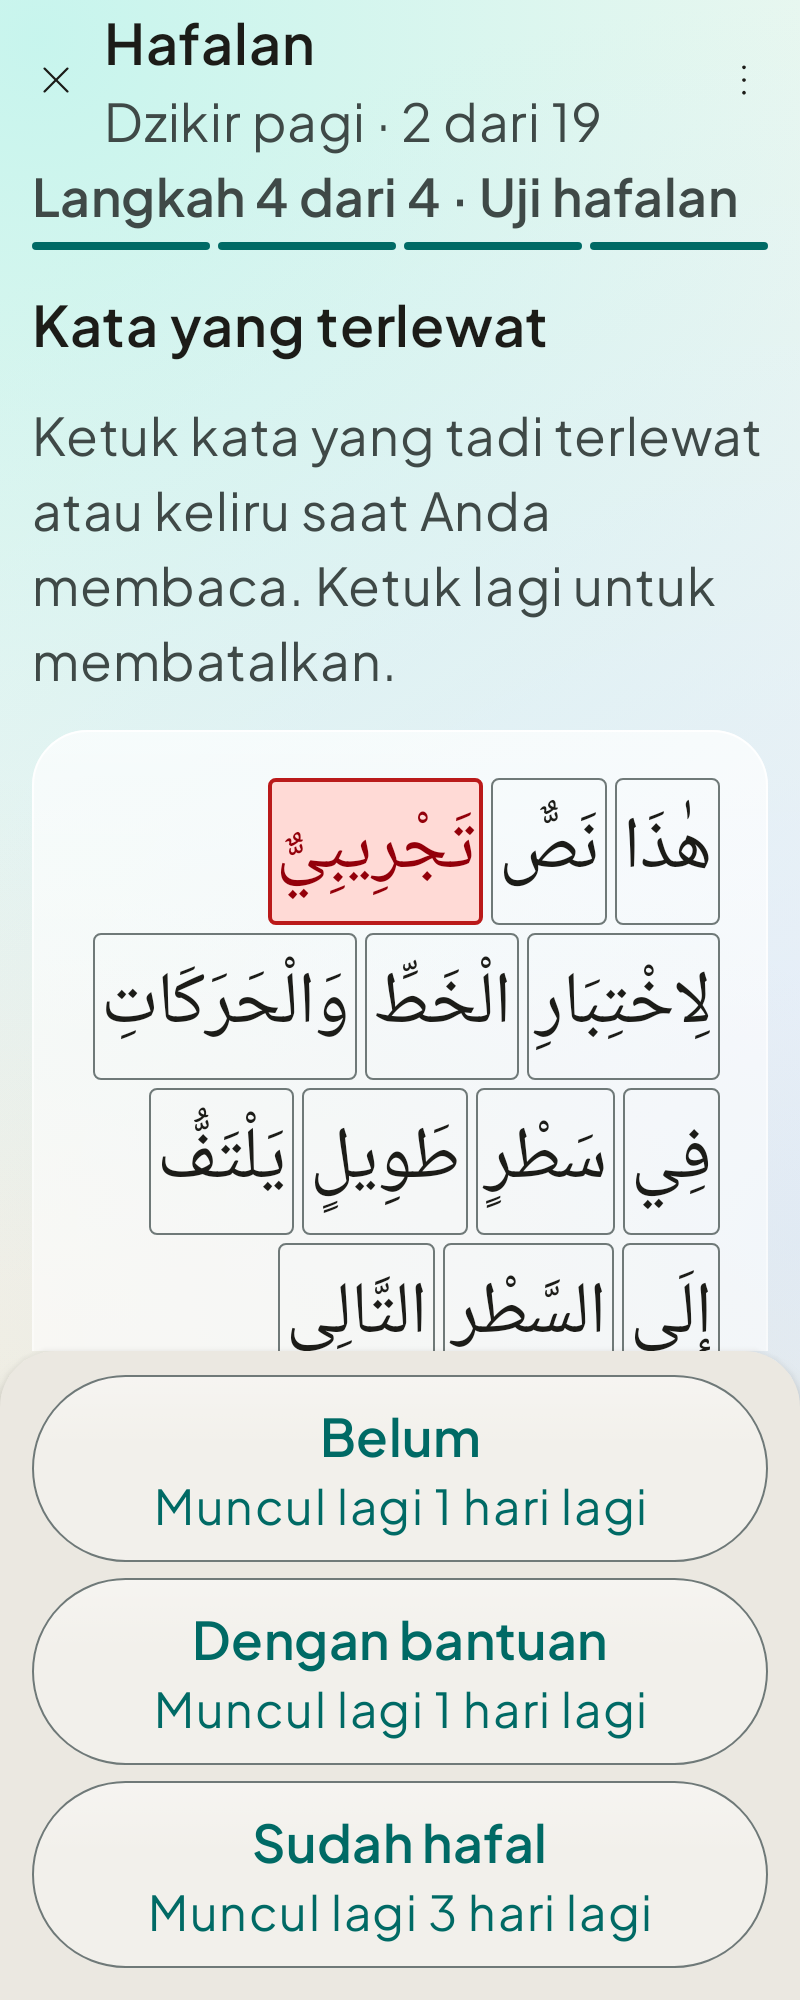 Hafalan
Dzikir pagi · 2 dari 19
Langkah 4 dari 4 · Uji hafalan
Kata yang terlewat
Ketuk kata yang tadi terlewat
atau keliru saat Anda
membaca. Ketuk lagi untuk
membatalkan.
هٰذَا نَصٌّ تَجْرِيبِيٌّ
لِاخْتِبَارِ الْخَطِّ وَالْحَرَكَاتِ
فِي سَطْرٍ طَوِيلٍ يَلْتَفُّ
إِلَى السَّطْر التَّالِي
Belum
Muncul lagi 1 hari lagi
Dengan bantuan
Muncul lagi 1 hari lagi
Sudah hafal
Muncul lagi 3 hari lagi